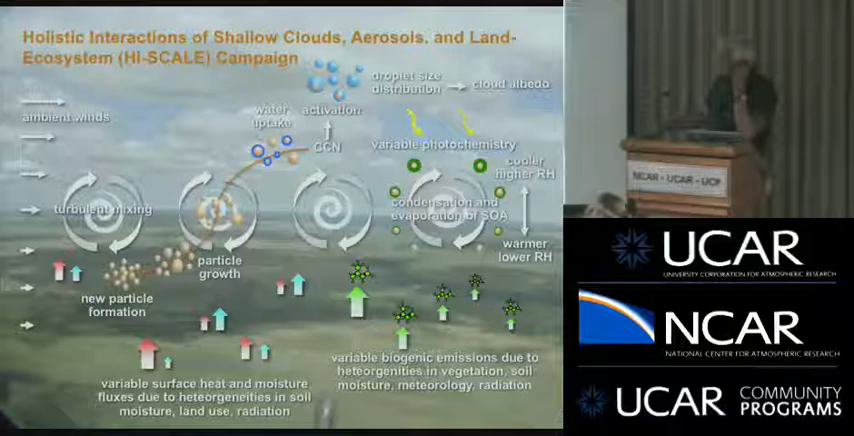 Holistic Interactions of Shallow Clouds, Aerosols, and Land-
Ecosystem (HI-SCALE) Campaign
droplet size
distribution
cloud albedo
ambient winds
water
uptake
activation
CCN
variable photochemistry
cooler
higher RH
turbulent mixing
condensation and
evaporation of SOA
warmer
lower RH
particle
growth
new particle
formation
variable surface heat and moisture
fluxes due to heterorgeneities in soil
moisture, land use, radiation
variable biogenic emissions due to
heteorgenities in vegetation, soil
moisture, meteorology, radiation
NCAR - UCAR - UCP
UCAR
UNIVERSITY CORPORATION FOR ATMOSPHERIC RESEARCH
NCAR
NATIONAL CENTER FOR ATMOSPHERIC RESEARCH
UCAR COMMUNITY
PROGRAMS